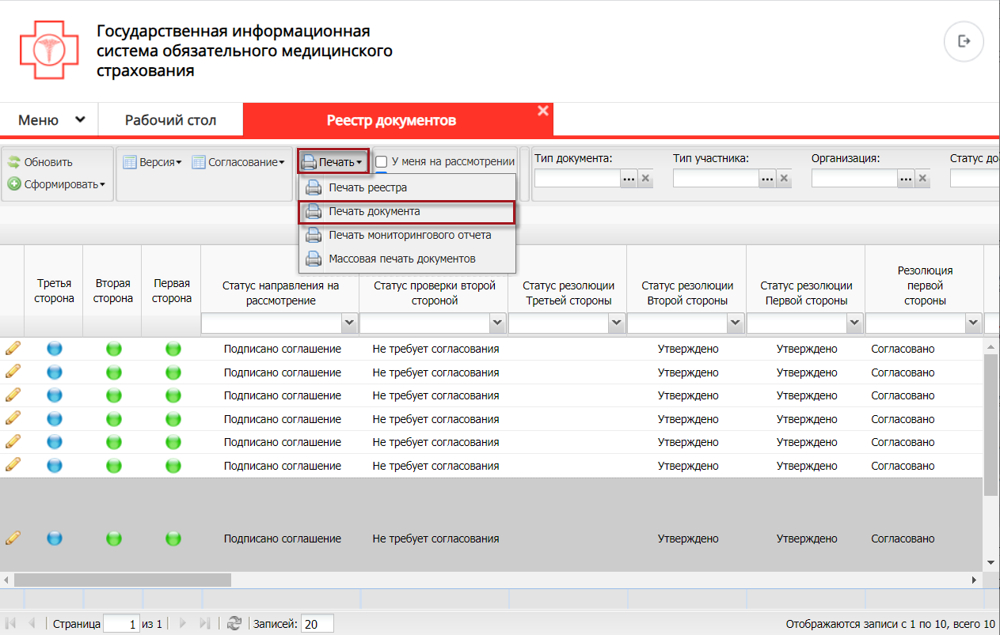 Государственная информационная
система обязательного медицинского
страхования
Меню
Рабочий стол
Реестр документов
Обновить
Сформировать
Версия
Согласование
Печать
У меня на рассмотрении
Тип документа:
Тип участника:
Организация:
Статус до
Печать реестра
Печать документа
Печать мониторингового отчета
Массовая печать документов
Третья
сторона
Вторая
сторона
Первая
сторона
Статус направления на
рассмотрение
Статус проверки второй
стороной
Статус резолюции
Третьей стороны
Статус резолюции
Второй стороны
Статус резолюции
Первой стороны
Резолюция
первой
стороны
Подписано соглашение Не требует согласования Утверждено Утверждено Согласовано
Подписано соглашение Не требует согласования Утверждено Утверждено Согласовано
Подписано соглашение Не требует согласования Утверждено Утверждено Согласовано
Подписано соглашение Не требует согласования Утверждено Утверждено Согласовано
Подписано соглашение Не требует согласования Утверждено Утверждено Согласовано
Подписано соглашение Не требует согласования Утверждено Утверждено Согласовано
Подписано соглашение Не требует согласования Утверждено Утверждено Согласовано
Страница 1 из 1 Записей: 20 Отображаются записи с 1 по 10, всего 10